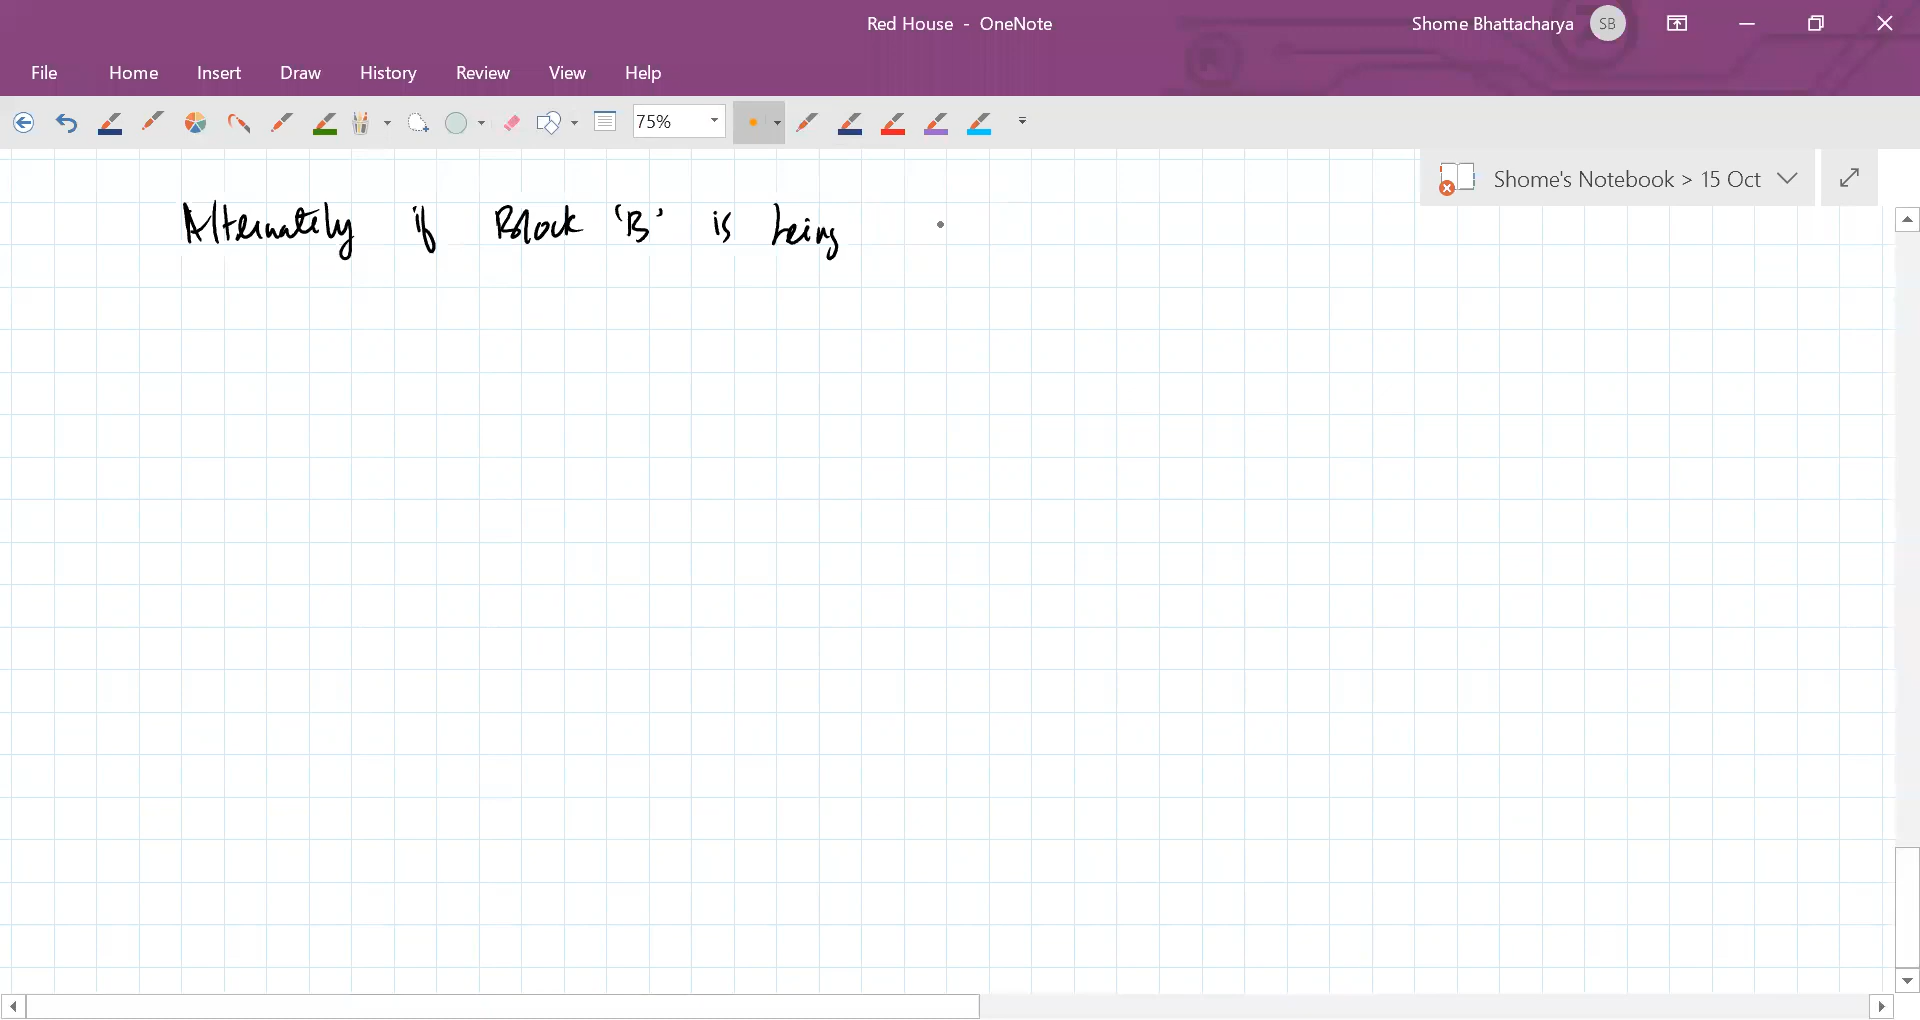 Red House - OneNote
Shome Bhattacharya SB
File Home Insert Draw History Review View Help
75%
Shome's Notebook > 15 Oct
Alternately if Block 'B' is being